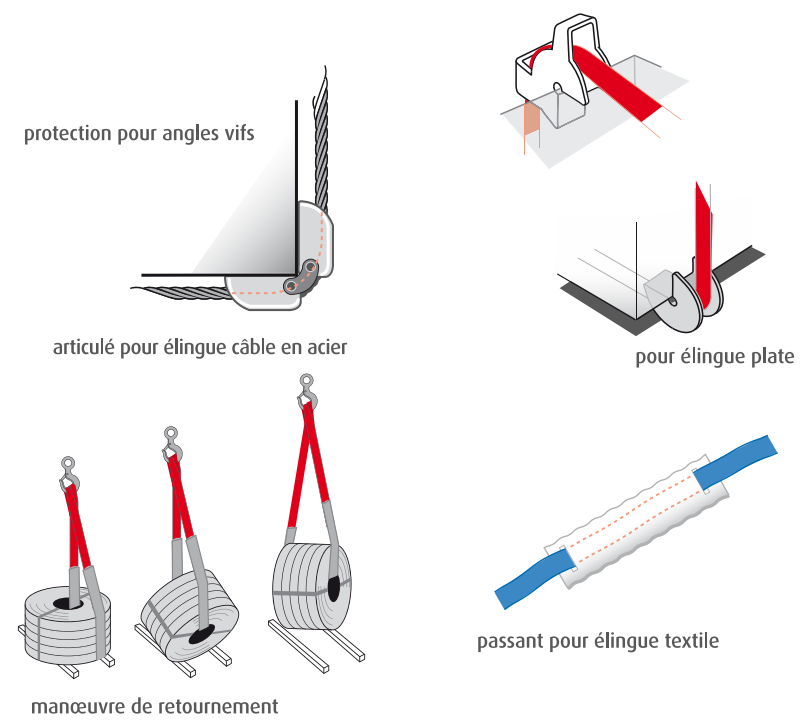 protection pour angles vifs
articulé pour élingue câble en acier
pour élingue plate
passant pour élingue textile
manœuvre de retournement